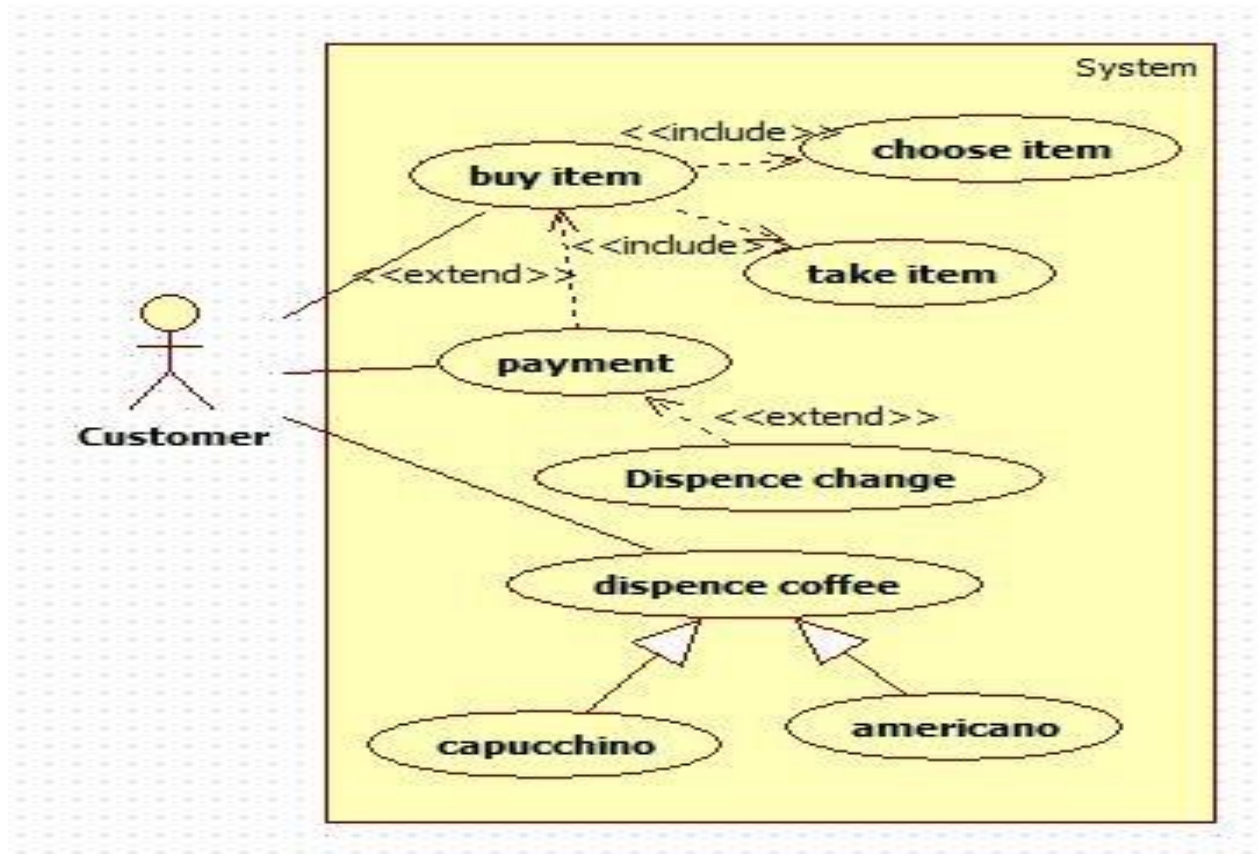 System
<<include>>
choose item
buy item
<<include>
take item
<<extend>>
payment
<<extend>>
Customer
Dispence change
dispence coffee
capucchino
americano